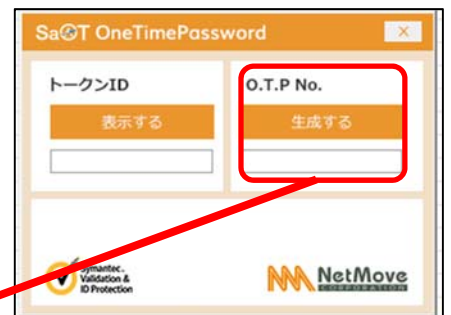 Sa@T OneTimePassword
トークンID
表示する
O.T.P No.
生成する
Symantec.
Validation &
ID Protection
NetMove
CORPORATION